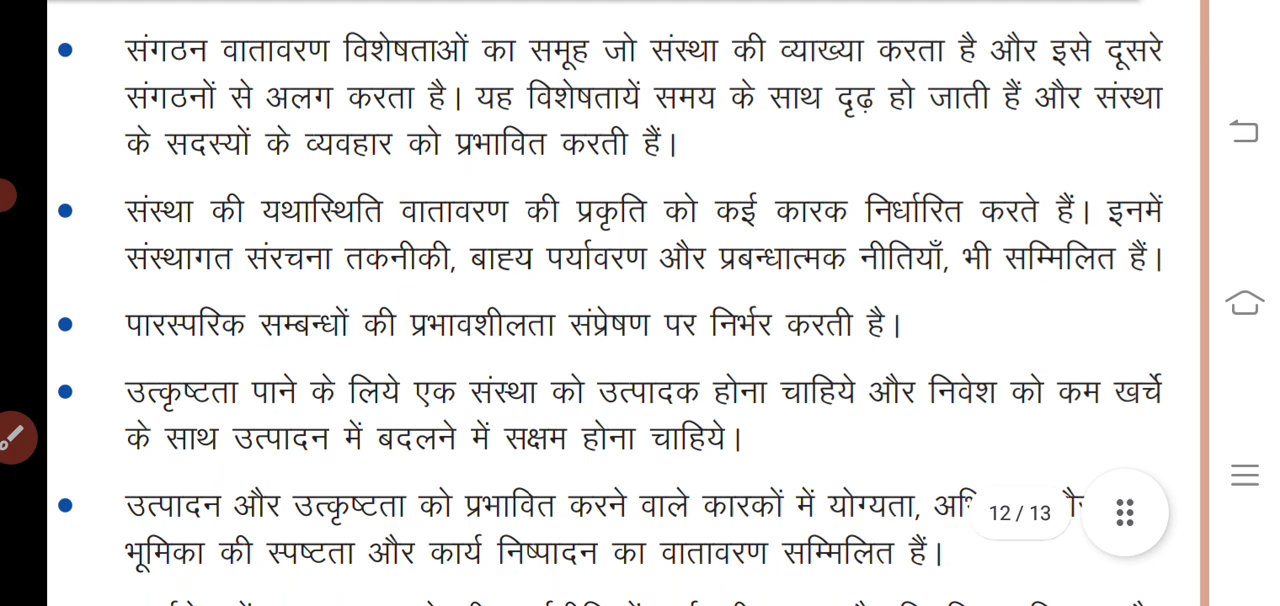 संगठन वातावरण विशेषताओं का समूह जो संस्था की व्याख्या करता है और इसे दूसरे
संगठनों से अलग करता है। यह विशेषतायें समय के साथ दृढ़ हो जाती हैं और संस्था
के सदस्यों के व्यवहार को प्रभावित करती हैं।
संस्था की यथास्थिति वातावरण की प्रकृति को कई कारक निर्धारित करते हैं। इनमें
संस्थागत संरचना तकनीकी, बाह्य पर्यावरण और प्रबन्धात्मक नीतियाँ, भी सम्मिलित हैं।
पारस्परिक सम्बन्धों की प्रभावशीलता संप्रेषण पर निर्भर करती है।
उत्कृष्टता पाने के लिये एक संस्था को उत्पादक होना चाहिये और निवेश को कम खर्चे
के साथ उत्पादन में बदलने में सक्षम होना चाहिये।
उत्पादन और उत्कृष्टता को प्रभावित करने वाले कारकों में योग्यता,
12 / 13
भूमिका की स्पष्टता और कार्य निष्पादन का वातावरण सम्मिलित हैं।